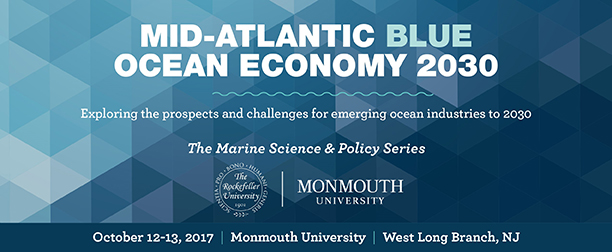 MID-ATLANTIC BLUE
OCEAN ECONOMY 2030
Exploring the prospects and challenges for emerging ocean industries to 2030
The Marine Science & Policy Series
SCIENTIA · PRO · BONO · HUMANI · GENERIS
The
Rockefeller
University
1901
MONMOUTH
UNIVERSITY
October 12-13, 2017 | Monmouth University | West Long Branch, NJ